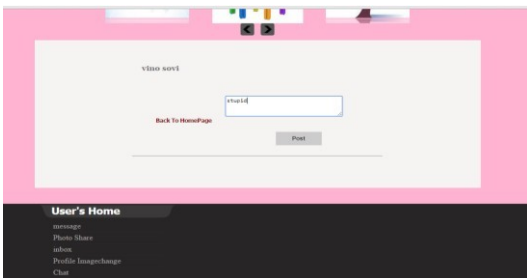 vino sovi
stupid
Back To HomePage
Post
User's Home
message
Photo Share
inbox
Profile Imagechange
Chat